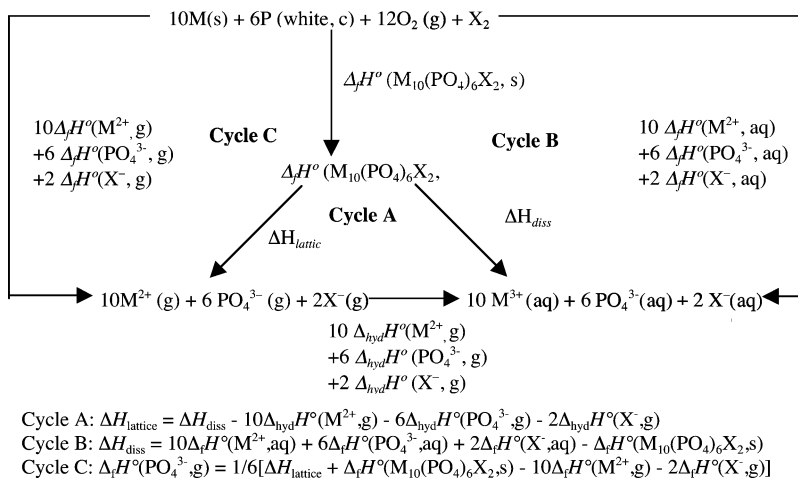 10M(s) + 6P (white, c) + 12O₂ (g) + X₂
ΔfHº (M₁₀(PO₄)₆X₂, s)
10ΔfHº(M²⁺, g)
+6 ΔfHº(PO₄³⁻, g)
+2 ΔfHº(X⁻, g)
Cycle C
Cycle B
10 ΔfHº(M²⁺, aq)
+6 ΔfHº(PO₄³⁻, aq)
+2 ΔfHº(X⁻, aq)
ΔfHº (M₁₀(PO₄)₆X₂,
Cycle A
ΔHlattic
ΔHdiss
10M²⁺ (g) + 6 PO₄³⁻ (g) + 2X⁻(g)
10 M³⁺ (aq) + 6 PO₄³⁻(aq) + 2 X⁻(aq)
10 ΔhydHº(M²⁺, g)
+6 ΔhydHº (PO₄³⁻, g)
+2 ΔhydHº (X⁻, g)
Cycle A: ΔHlattice = ΔHdiss - 10ΔhydH°(M²⁺,g) - 6ΔhydH°(PO₄³⁻,g) - 2ΔhydH°(X⁻,g)
Cycle B: ΔHdiss = 10ΔfH°(M²⁺,aq) + 6ΔfH°(PO₄³⁻,aq) + 2ΔfH°(X⁻,aq) - ΔfH°(M₁₀(PO₄)₆X₂,s)
Cycle C: ΔfH°(PO₄³⁻,g) = 1/6[ΔHlattice + ΔfH°(M₁₀(PO₄)₆X₂,s) - 10ΔfH°(M²⁺,g) - 2ΔfH°(X⁻,g)]